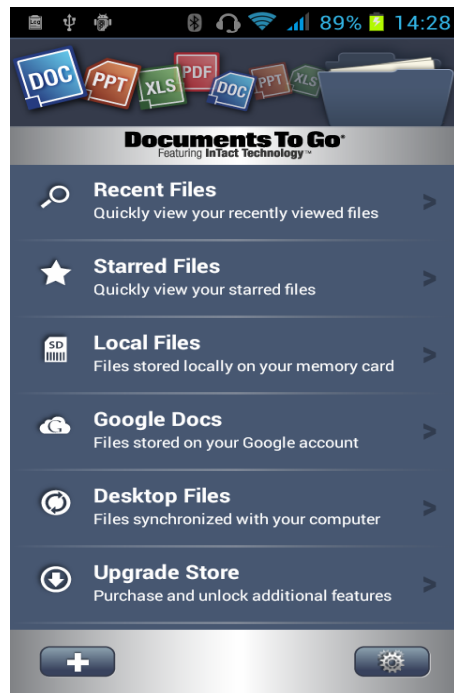 89% 14:28
DOC PPT XLS PDF DOC PPT XLS
Documents To Go®
Featuring InTact Technology™
Recent Files
Quickly view your recently viewed files
Starred Files
Quickly view your starred files
SD
Local Files
Files stored locally on your memory card
G
Google Docs
Files stored on your Google account
Desktop Files
Files synchronized with your computer
Upgrade Store
Purchase and unlock additional features